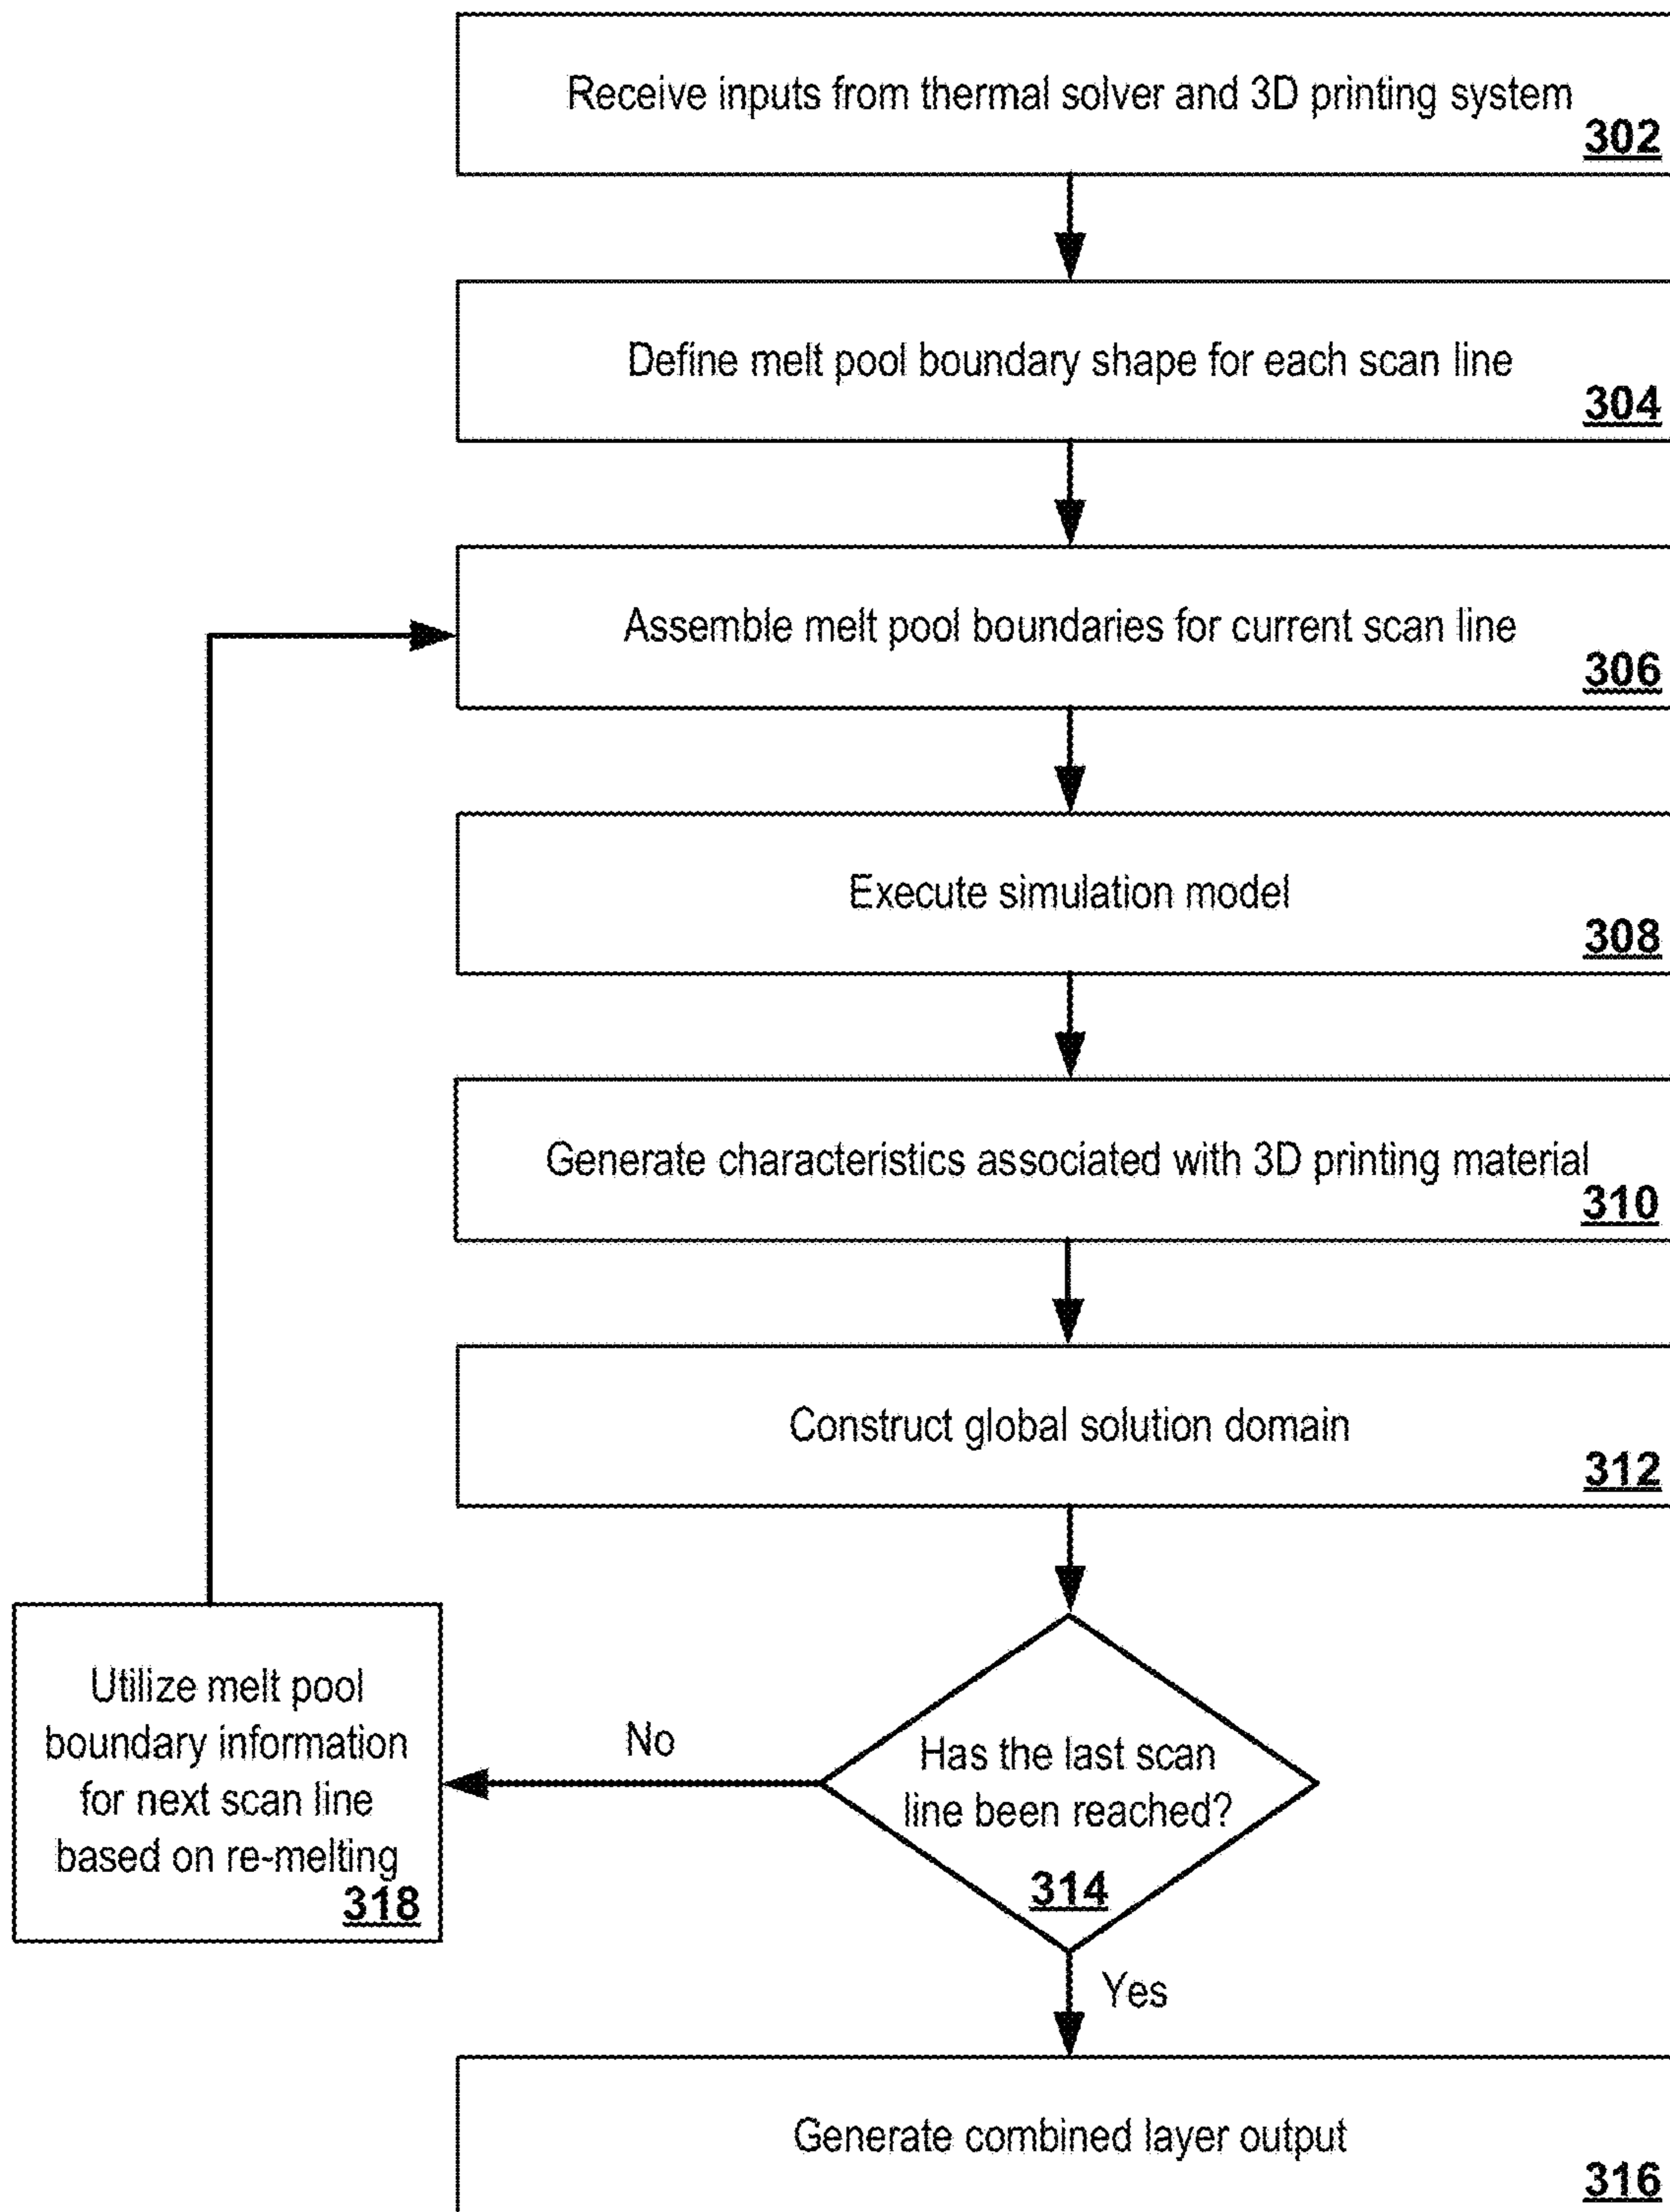 Receive inputs from thermal solver and 3D printing system
302
Define melt pool boundary shape for each scan line
304
Assemble melt pool boundaries for current scan line
306
Execute simulation model
308
Generate characteristics associated with 3D printing material
310
Construct global solution domain
312
Has the last scan
line been reached?
314
No
Utilize melt pool
boundary information
for next scan line
based on re-melting
318
Yes
Generate combined layer output
316